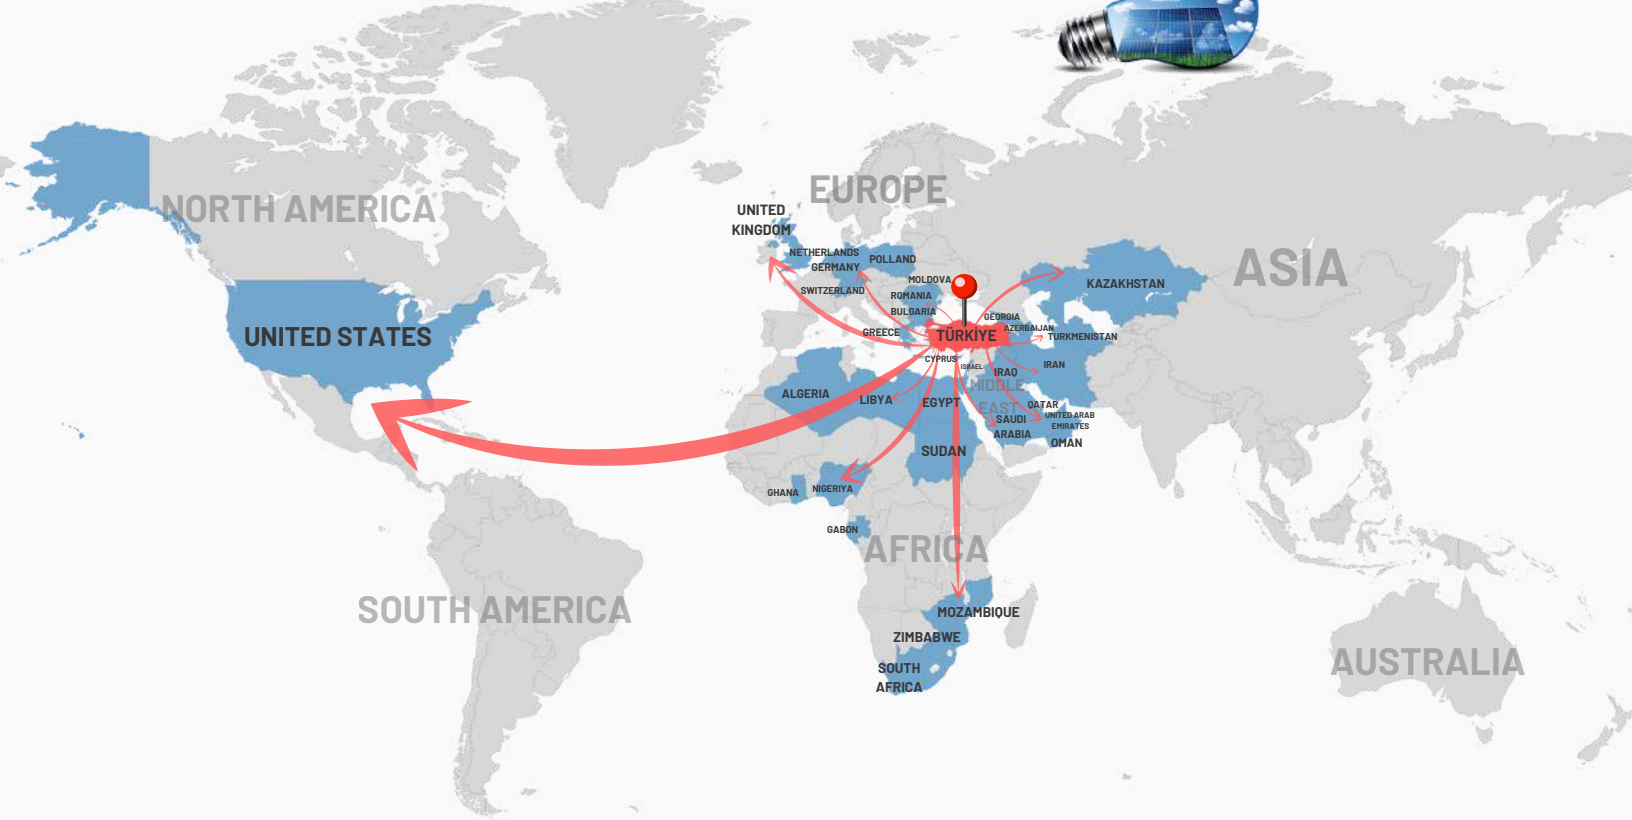 NORTH AMERICA
EUROPE
ASIA
UNITED
KINGDOM
NETHERLANDS
GERMANY
POLLAND
SWITZERLAND
MOLDOVA
ROMANIA
BULGARIA
GREECE
KAZAKHSTAN
GEORGIA
AZERBAIJAN
TURKMENISTAN
TÜRKİYE
UNITED STATES
CYPRUS
ISRAEL
IRAQ
IRAN
MIDDLE
EAST
ALGERIA
LIBYA
EGYPT
QATAR
SAUDI
ARABIA
UNITED ARAB
EMIRATES
OMAN
SUDAN
GHANA
NIGERIYA
GABON
AFRICA
SOUTH AMERICA
MOZAMBIQUE
ZIMBABWE
SOUTH
AFRICA
AUSTRALIA